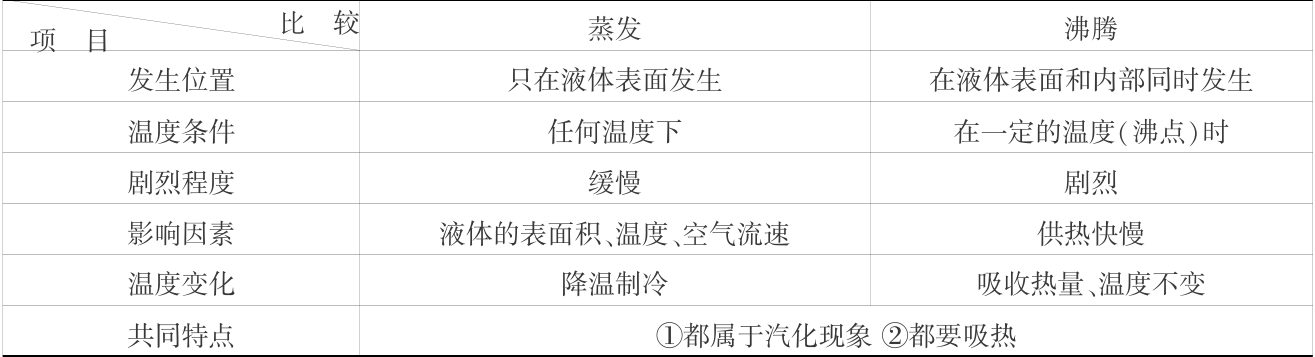 比 较
项 目
蒸发
沸腾
发生位置
只在液体表面发生
在液体表面和内部同时发生
温度条件
任何温度下
在一定的温度(沸点)时
剧烈程度
缓慢
剧烈
影响因素
液体的表面积、温度、空气流速
供热快慢
温度变化
降温制冷
吸收热量、温度不变
共同特点
①都属于汽化现象 ②都要吸热